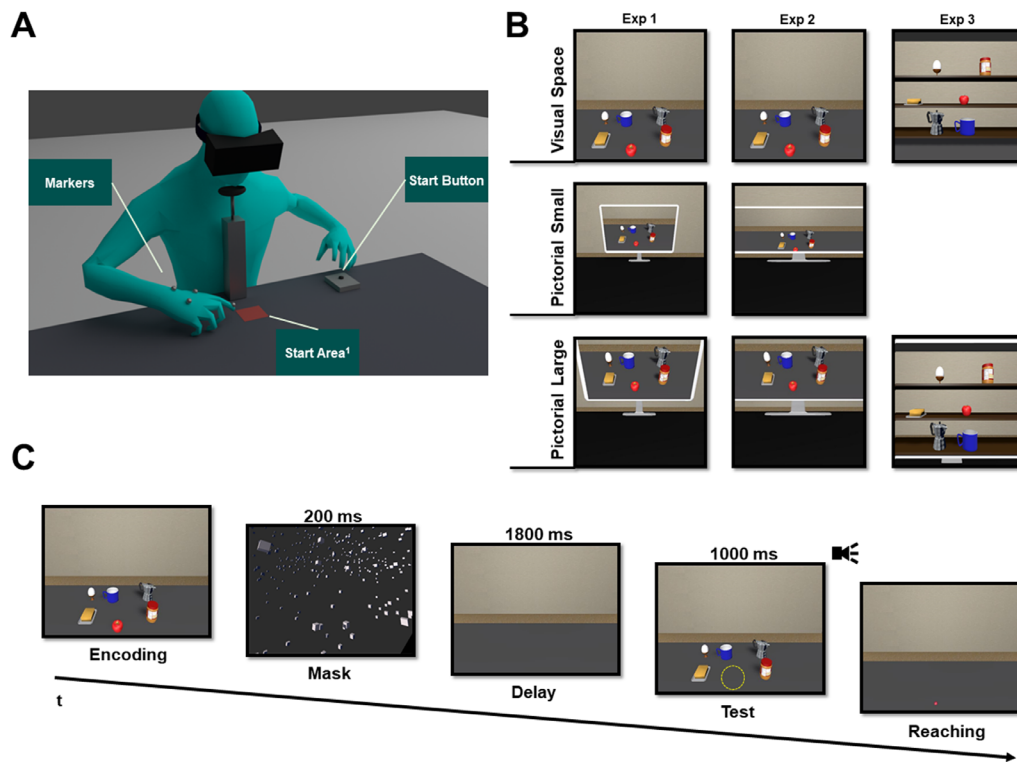 A
Markers
Start Button
Start Area¹
B
Exp 1
Exp 2
Exp 3
Visual Space
Pictorial Small
Pictorial Large
C
Encoding
200 ms
Mask
1800 ms
Delay
1000 ms
Test
Reaching
t